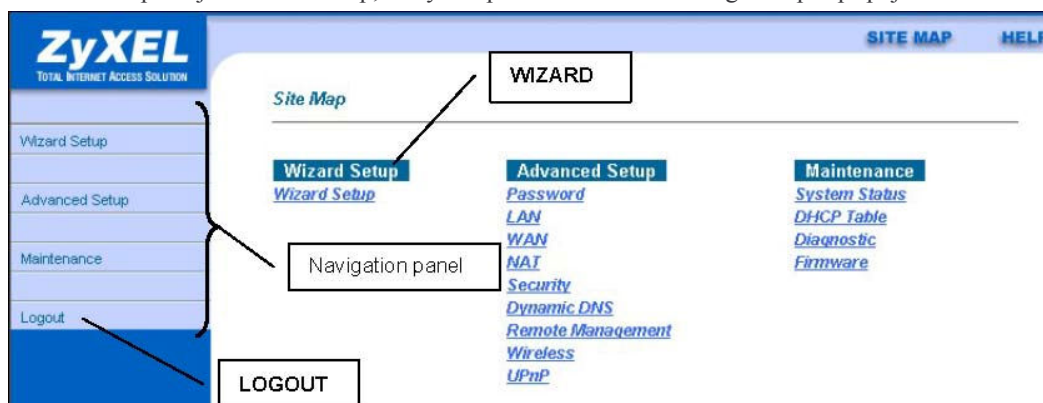 ZyXEL
TOTAL INTERNET ACCESS SOLUTION
SITE MAP HELP
WIZARD
Site Map
Wizard Setup
Advanced Setup
Maintenance
Logout
Wizard Setup
Wizard Setup
Advanced Setup
Password
LAN
WAN
NAT
Security
Dynamic DNS
Remote Management
Wireless
UPnP
Maintenance
System Status
DHCP Table
Diagnostic
Firmware
Navigation panel
LOGOUT